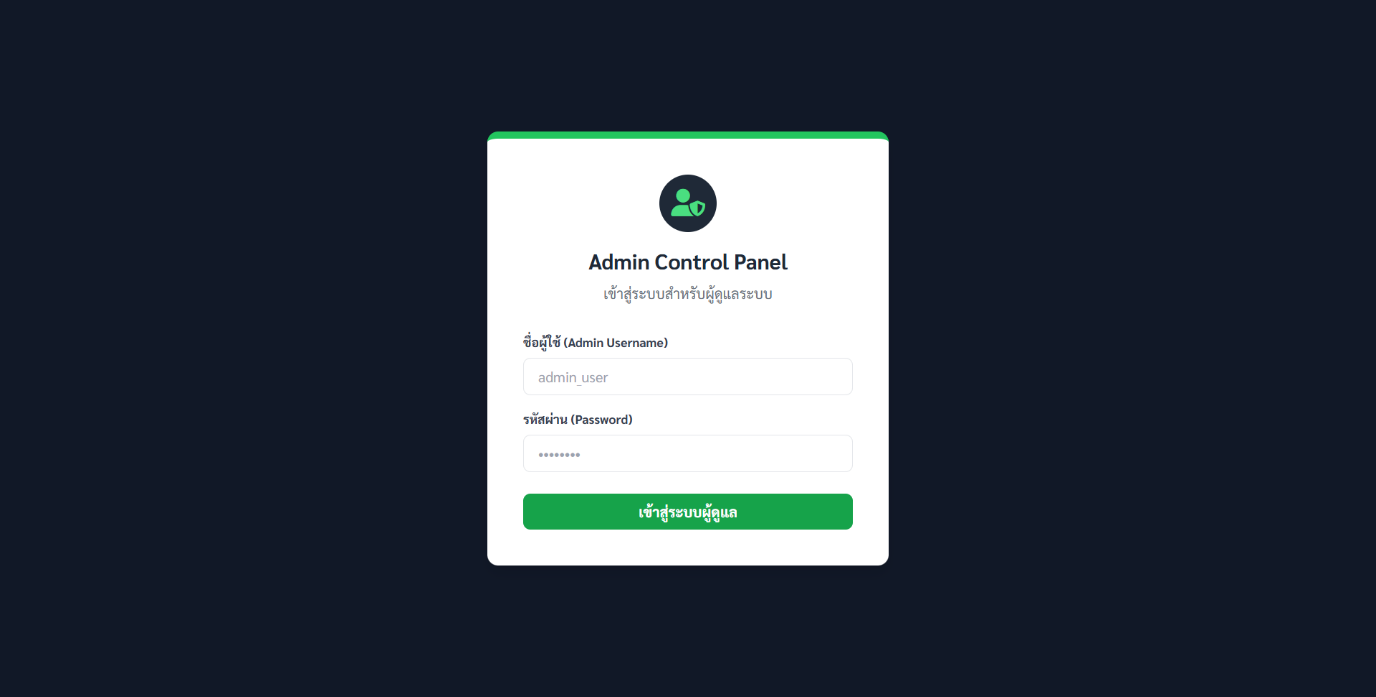 Admin Control Panel
เข้าสู่ระบบสำหรับผู้ดูแลระบบ
ชื่อผู้ใช้ (Admin Username)
admin_user
รหัสผ่าน (Password)
••••••••
เข้าสู่ระบบผู้ดูแล